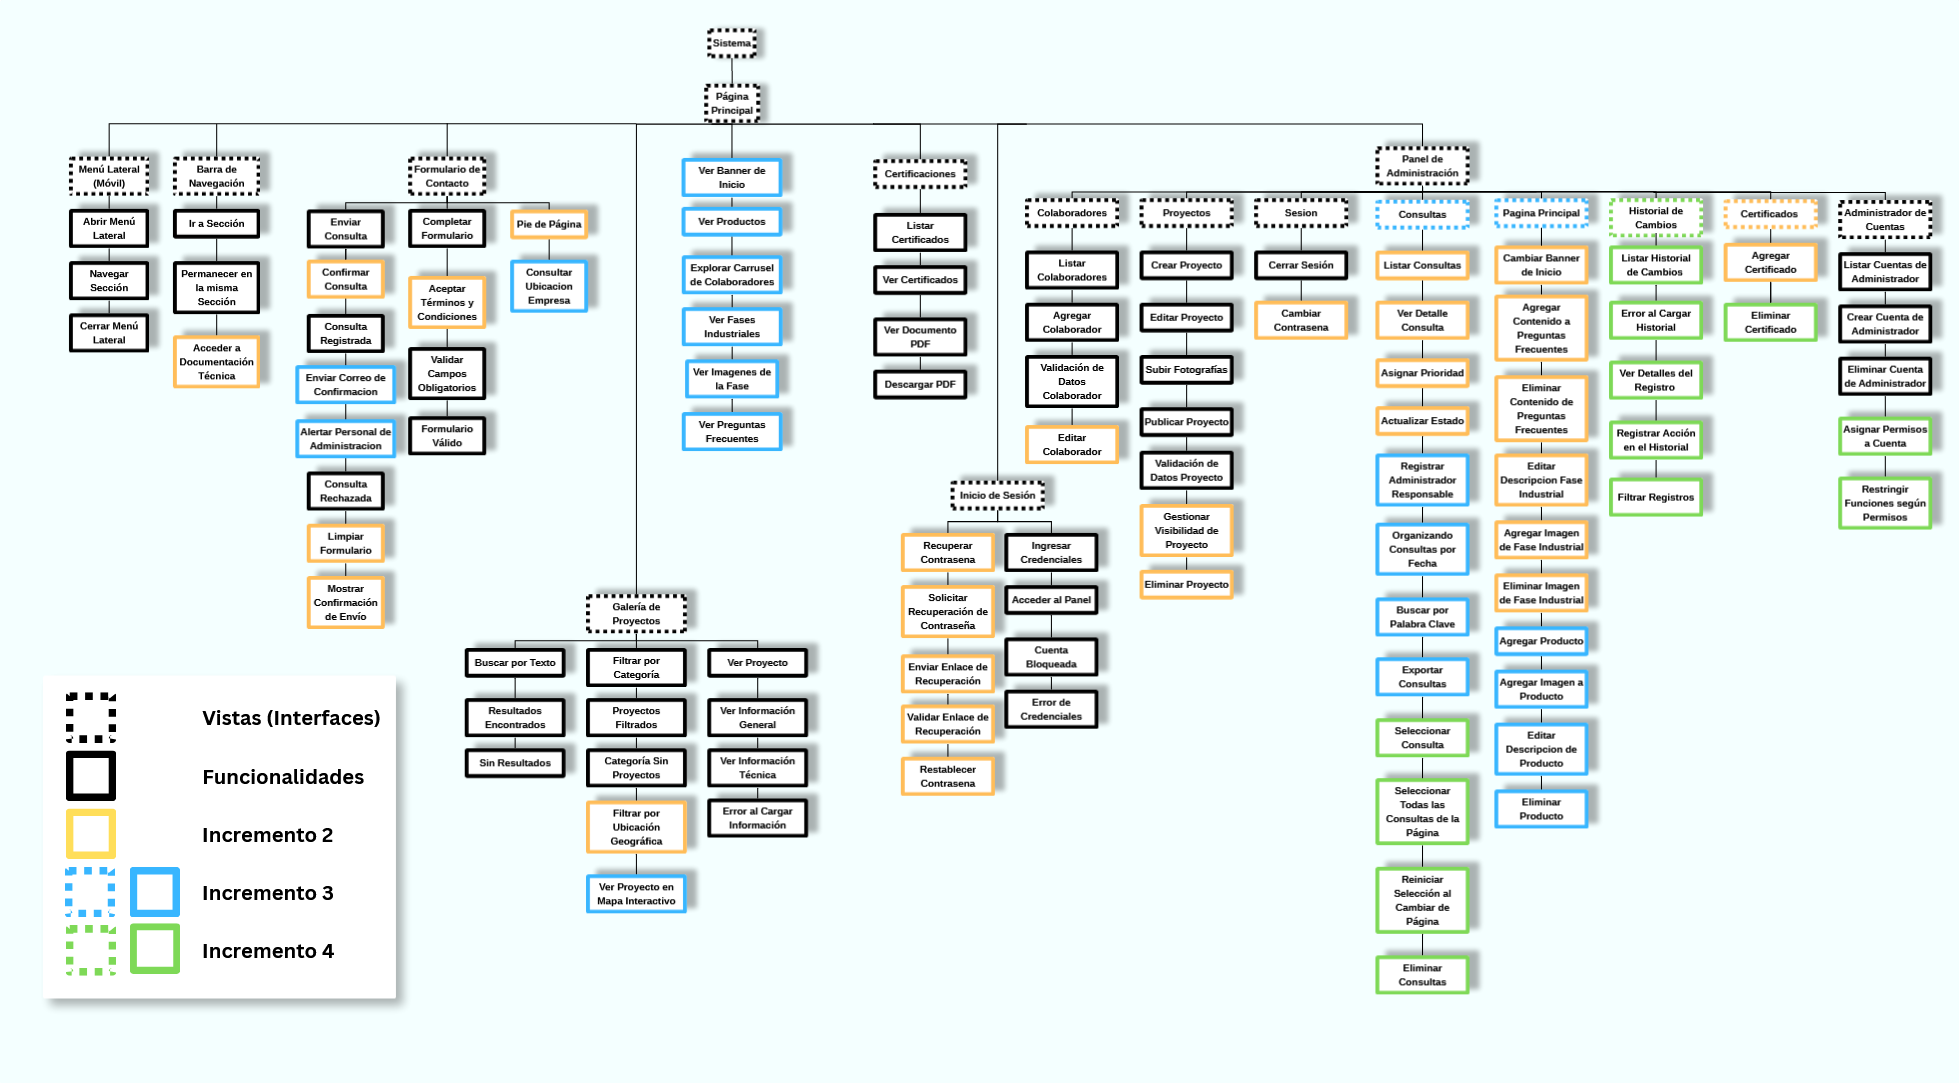 Sistema
Página
Principal
Menú Lateral
(Móvil)
Abrir Menú
Lateral
Navegar
Sección
Cerrar Menú
Lateral
Barra de
Navegación
Ir a Sección
Permanecer en
la misma
Sección
Acceder a
Documentación
Técnica
Formulario de
Contacto
Enviar
Consulta
Confirmar
Consulta
Consulta
Registrada
Enviar Correo de
Confirmacion
Alertar Personal de
Administracion
Consulta
Rechazada
Limpiar
Formulario
Mostrar
Confirmación
de Envío
Completar
Formulario
Aceptar
Términos y
Condiciones
Validar
Campos
Obligatorios
Formulario
Válido
Pie de Página
Consultar
Ubicacion
Empresa
Galería de
Proyectos
Buscar por Texto
Resultados
Encontrados
Sin Resultados
Filtrar por
Categoría
Proyectos
Filtrados
Categoría Sin
Proyectos
Filtrar por
Ubicación
Geográfica
Ver Proyecto en
Mapa Interactivo
Ver Proyecto
Ver Información
General
Ver Información
Técnica
Error al Cargar
Información
Ver Banner de
Inicio
Ver Productos
Explorar Carrusel
de Colaboradores
Ver Fases
Industriales
Ver Imagenes de
la Fase
Ver Preguntas
Frecuentes
Certificaciones
Listar
Certificados
Ver Certificados
Ver Documento
PDF
Descargar PDF
Inicio de Sesión
Recuperar
Contrasena
Solicitar
Recuperación de
Contraseña
Enviar Enlace de
Recuperación
Validar Enlace de
Recuperación
Restablecer
Contrasena
Ingresar
Credenciales
Acceder al Panel
Cuenta
Bloqueada
Error de
Credenciales
Panel de
Administración
Colaboradores
Listar
Colaboradores
Agregar
Colaborador
Validación de
Datos
Colaborador
Editar
Colaborador
Proyectos
Crear Proyecto
Editar Proyecto
Subir Fotografías
Publicar Proyecto
Validación de
Datos Proyecto
Gestionar
Visibilidad de
Proyecto
Eliminar Proyecto
Sesion
Cerrar Sesión
Cambiar
Contrasena
Consultas
Listar Consultas
Ver Detalle
Consulta
Asignar Prioridad
Actualizar Estado
Registrar
Administrador
Responsable
Organizando
Consultas por
Fecha
Buscar por
Palabra Clave
Exportar
Consultas
Seleccionar
Consulta
Seleccionar
Todas las
Consultas de la
Página
Reiniciar
Selección al
Cambiar de
Página
Eliminar
Consultas
Pagina Principal
Cambiar Banner
de Inicio
Agregar
Contenido a
Preguntas
Frecuentes
Eliminar
Contenido de
Preguntas
Frecuentes
Editar
Descripcion Fase
Industrial
Agregar Imagen
de Fase Industrial
Eliminar Imagen
de Fase Industrial
Agregar Producto
Agregar Imagen a
Producto
Editar
Descripcion de
Producto
Eliminar
Producto
Historial de
Cambios
Listar Historial
de Cambios
Error al Cargar
Historial
Ver Detalles del
Registro
Registrar Acción
en el Historial
Filtrar Registros
Certificados
Agregar
Certificado
Eliminar
Certificado
Administrador de
Cuentas
Listar Cuentas de
Administrador
Crear Cuenta de
Administrador
Eliminar Cuenta
de Administrador
Asignar Permisos
a Cuenta
Restringir
Funciones según
Permisos
Vistas (Interfaces)
Funcionalidades
Incremento 2
Incremento 3
Incremento 4